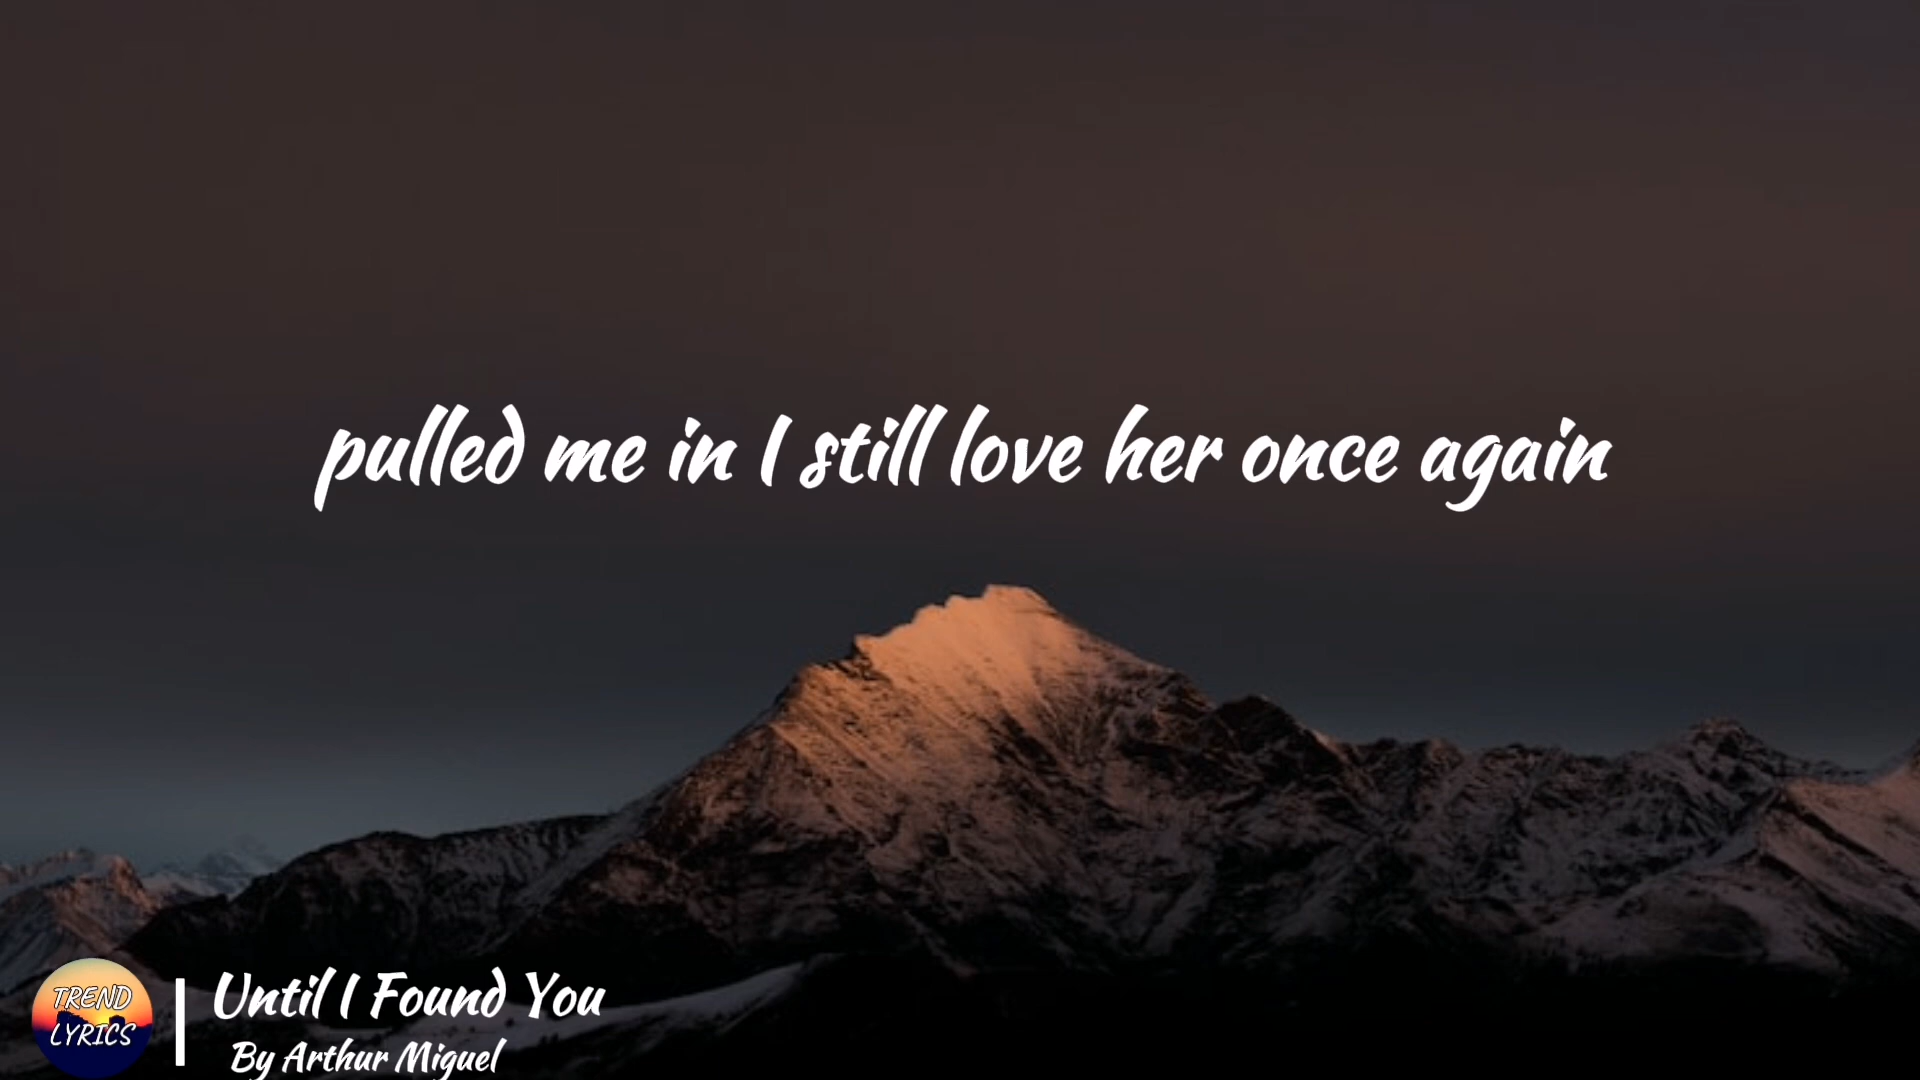 pulled me in I still love her once again
TREND
LYRICS
Until I Found You
By Arthur Miguel